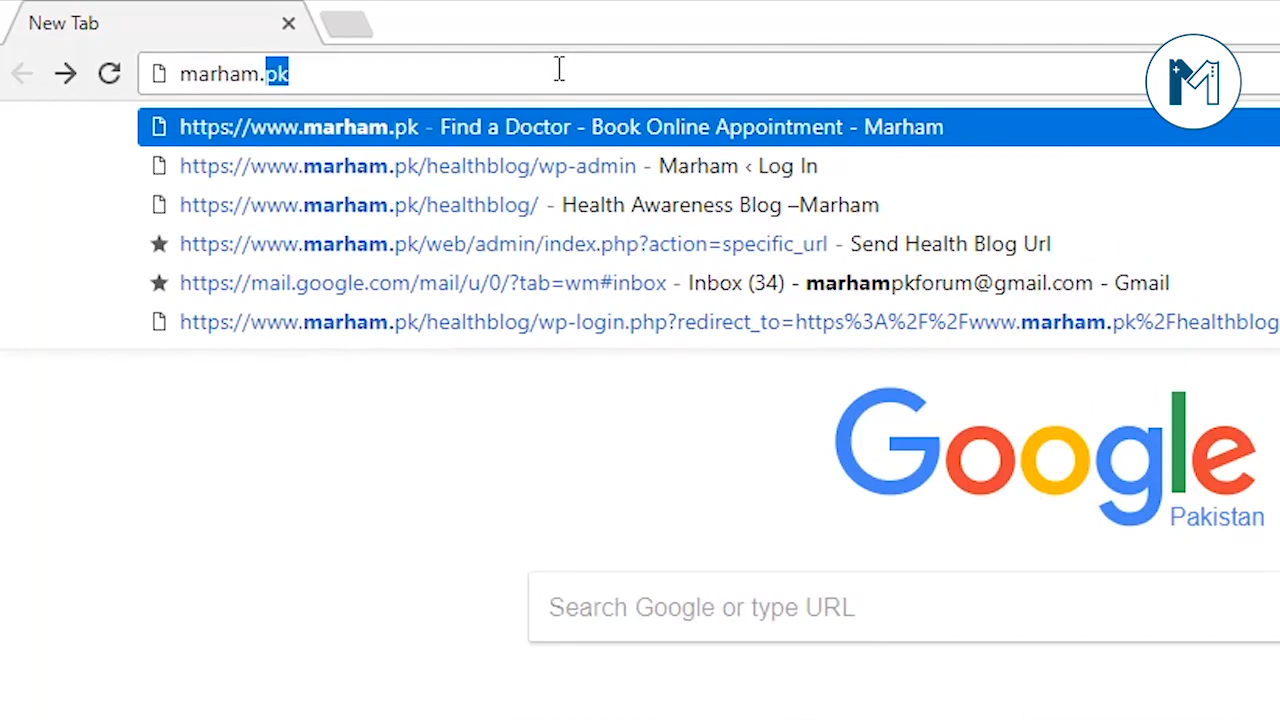 New Tab
marham.pk
https://www.marham.pk - Find a Doctor - Book Online Appointment - Marham
https://www.marham.pk/healthblog/wp-admin - Marham ‹ Log In
https://www.marham.pk/healthblog/ - Health Awareness Blog –Marham
https://www.marham.pk/web/admin/index.php?action=specific_url - Send Health Blog Url
https://mail.google.com/mail/u/0/?tab=wm#inbox - Inbox (34) - marhampkforum@gmail.com - Gmail
https://www.marham.pk/healthblog/wp-login.php?redirect_to=https%3A%2F%2Fwww.marham.pk%2Fhealthblog
M
Google
Pakistan
Search Google or type URL